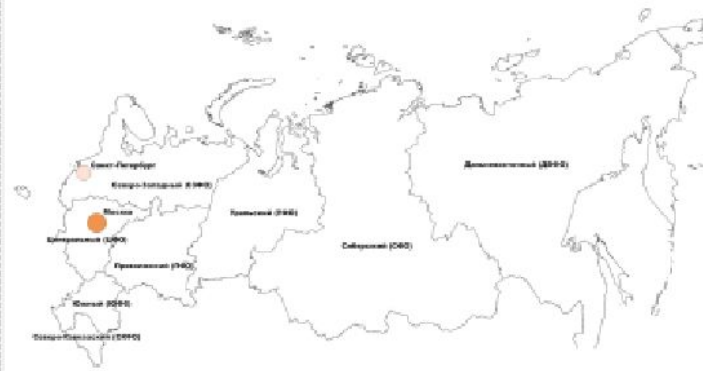 Санкт-Петербург
Северо-Западный (СЗФО)
Москва
Центральный (ЦФО)
Приволжский (ПФО)
Южный (ЮФО)
Северо-Кавказский (СКФО)
Уральский (УФО)
Сибирский (СФО)
Дальневосточный (ДВФО)